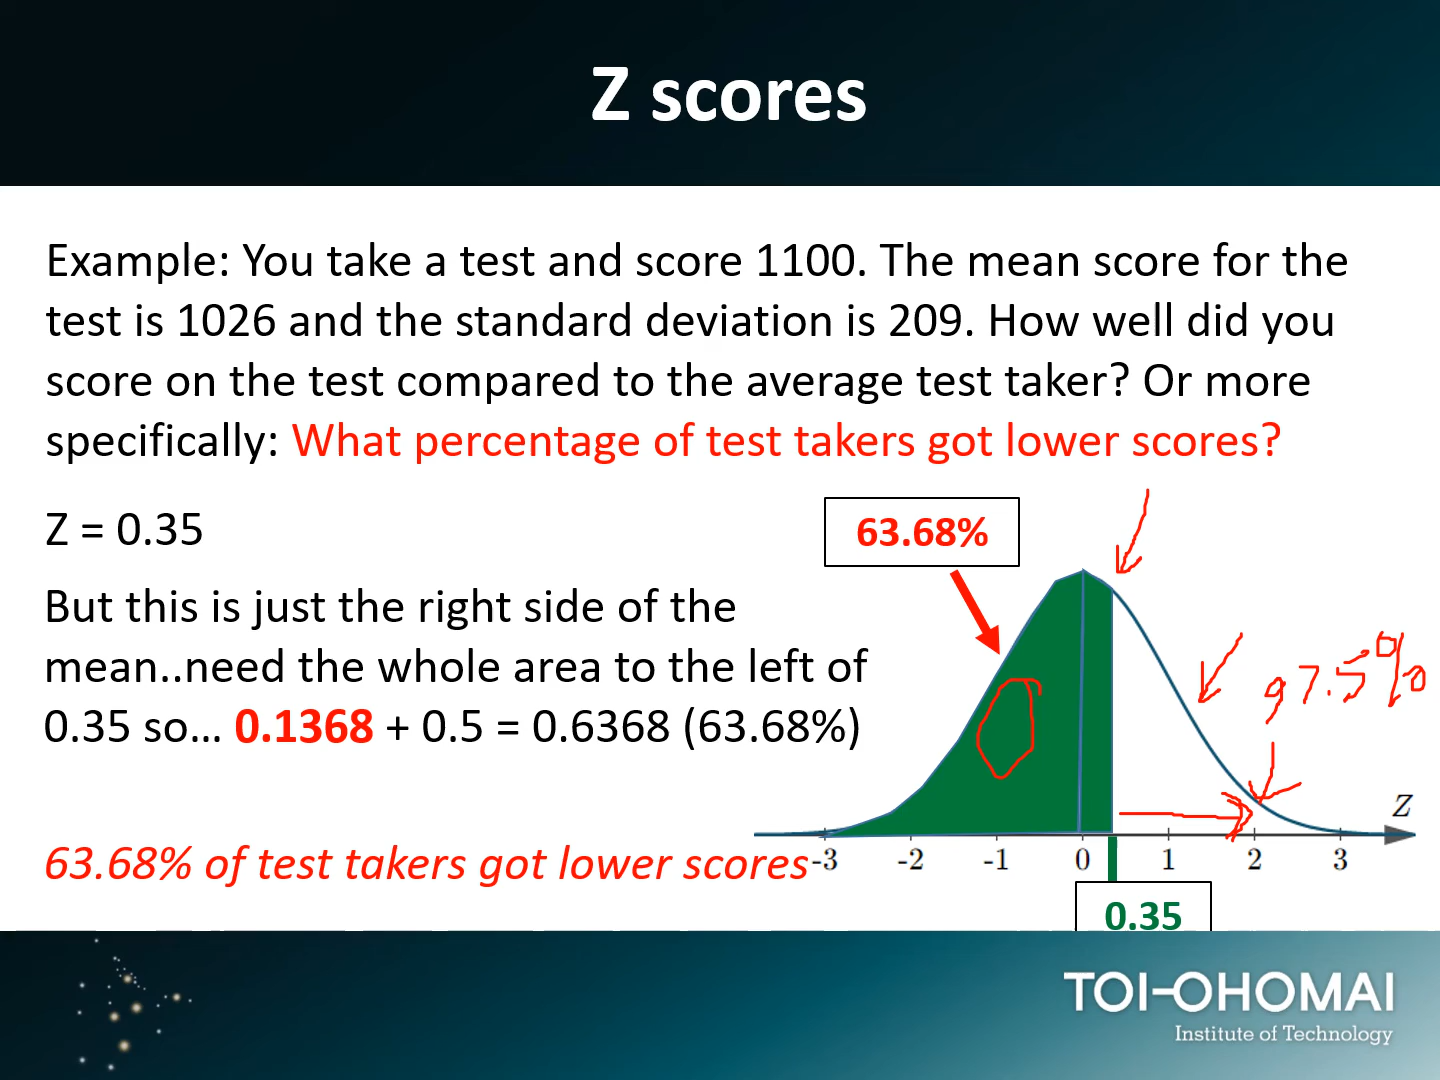 Z scores
Example: You take a test and score 1100. The mean score for the
test is 1026 and the standard deviation is 209. How well did you
score on the test compared to the average test taker? Or more
specifically: What percentage of test takers got lower scores?
Z = 0.35
63.68%
But this is just the right side of the
mean..need the whole area to the left of
0.35 so... 0.1368 + 0.5 = 0.6368 (63.68%)
97.5%
Z
63.68% of test takers got lower scores
-3 -2 -1 0 1 2 3
0.35
TOI-OHOMAI
Institute of Technology